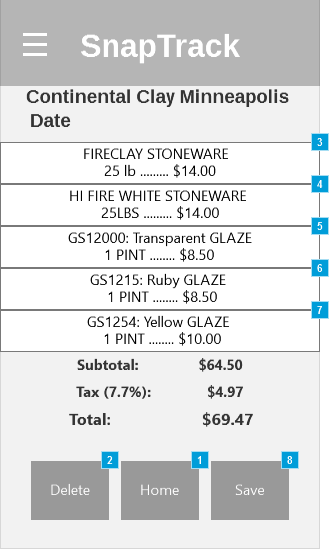 SnapTrack
Continental Clay Minneapolis
Date
3
FIRECLAY STONEWARE
25 lb ......... $14.00
4
HI FIRE WHITE STONEWARE
25LBS ......... $14.00
5
GS12000: Transparent GLAZE
1 PINT ........ $8.50
6
GS1215: Ruby GLAZE
1 PINT ........ $8.50
7
GS1254: Yellow GLAZE
1 PINT ........ $10.00
Subtotal: $64.50
Tax (7.7%): $4.97
Total: $69.47
2 1 8
Delete Home Save